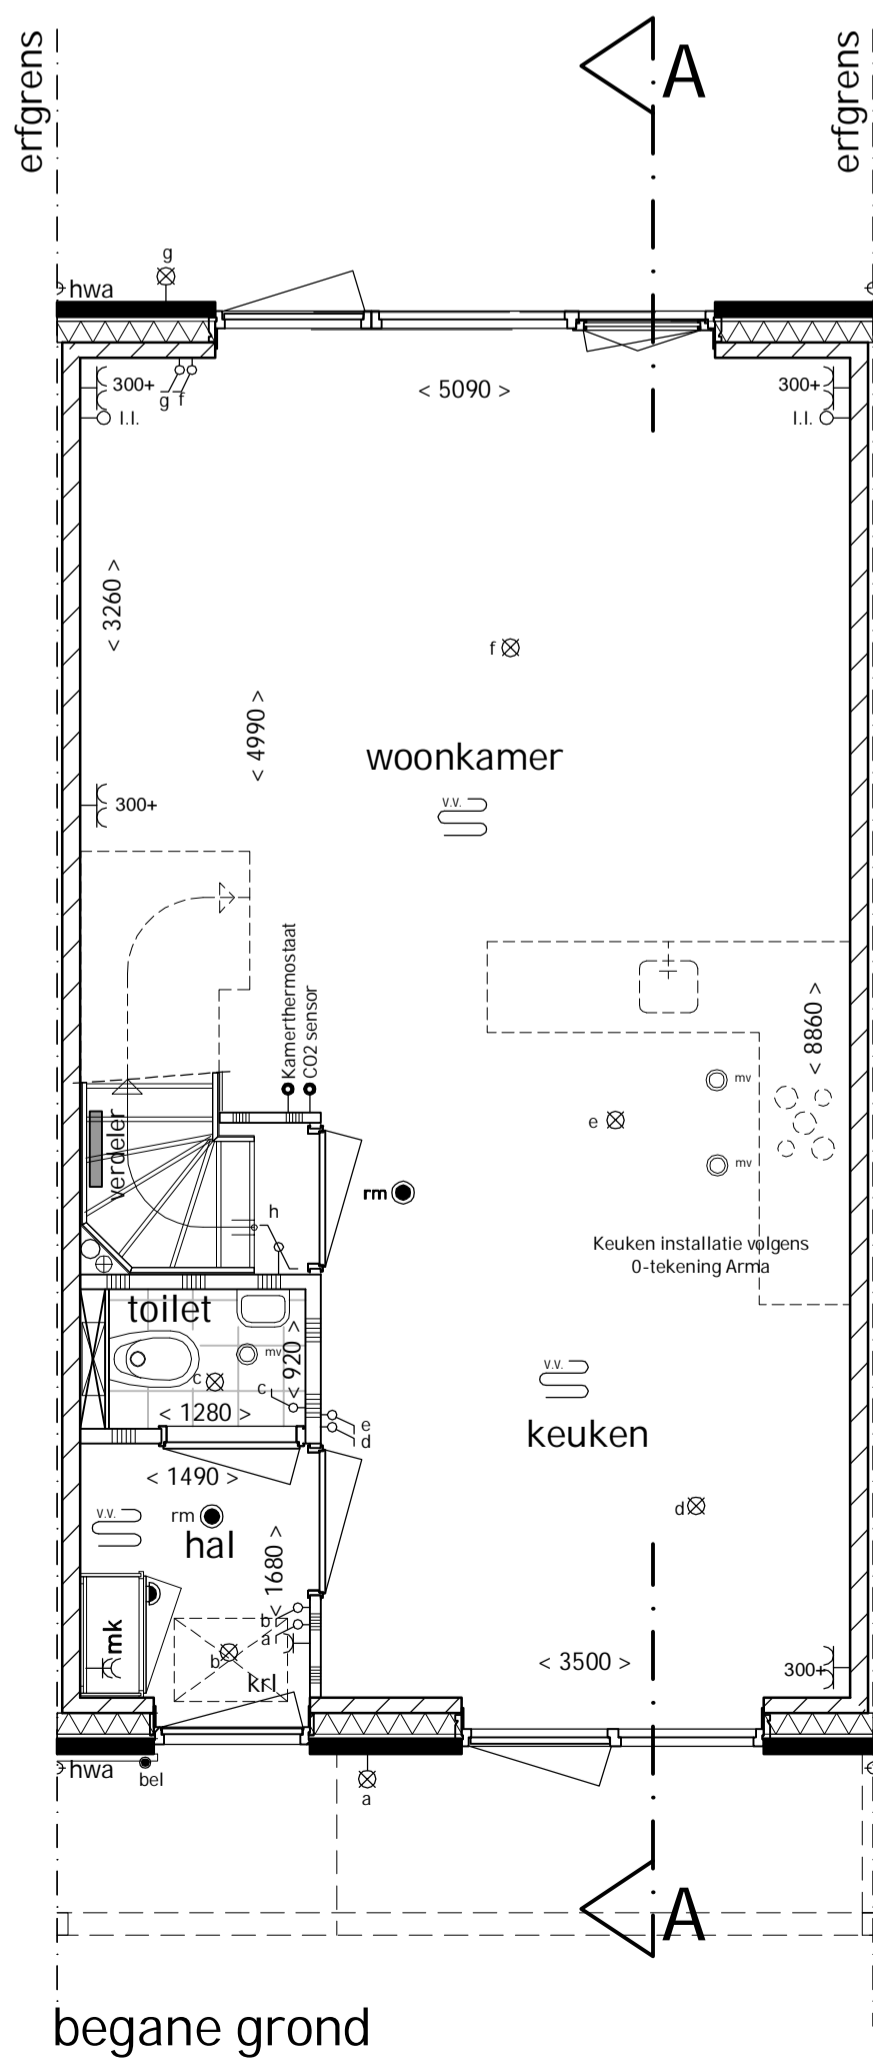 erfgrens
A
erfgrens
g
hwa
300+
g f
l.l.
< 5090 >
300+
l.l.
< 3260 >
f
< 4990 >
woonkamer
v.v.
300+
Kamerthermostaat
CO2 sensor
< 8860 >
mv
e
mv
verdeler
rm
h
Keuken installatie volgens
0-tekening Arma
toilet
mv
< 920 >
c
c
< 1280 >
v.v.
e
d
keuken
< 1490 >
v.v.
rm
hal
d
< 1680 >
mk
b
a
b
krl
< 3500 >
300+
hwa
bel
a
A
begane grond